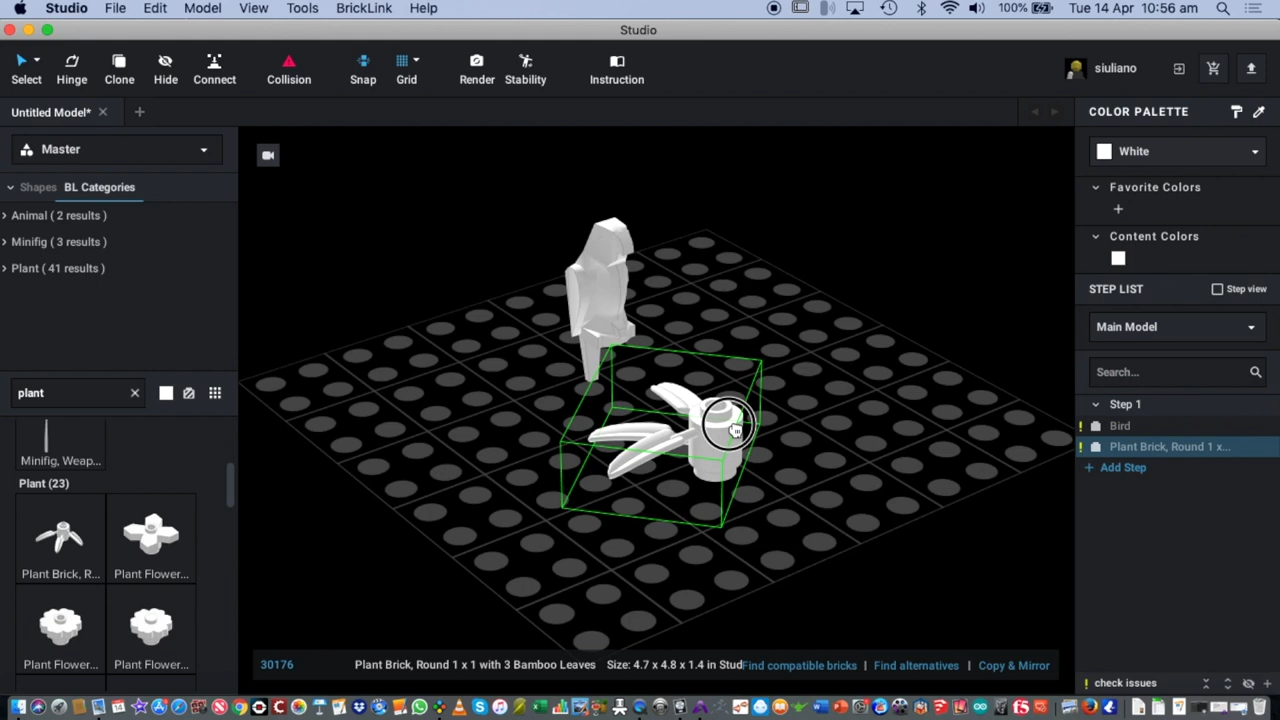 Studio File Edit Model View Tools BrickLink Help 100% Tue 14 Apr 10:56 am
Studio
Select Hinge Clone Hide Connect Collision Snap Grid Render Stability Instruction siuliano
Untitled Model* COLOR PALETTE
Master White
Shapes BL Categories Favorite Colors
Animal ( 2 results )
Minifig ( 3 results ) Content Colors
Plant ( 41 results )
STEP LIST Step view
Main Model
Search...
plant
Step 1
Bird
Plant Brick, Round 1 x...
Add Step
Minifig, Weap...
Plant (23)
Plant Brick, R... Plant Flower...
Plant Flower... Plant Flower...
30176 Plant Brick, Round 1 x 1 with 3 Bamboo Leaves Size: 4.7 x 4.8 x 1.4 in Stud Find compatible bricks | Find alternatives | Copy & Mirror
check issues